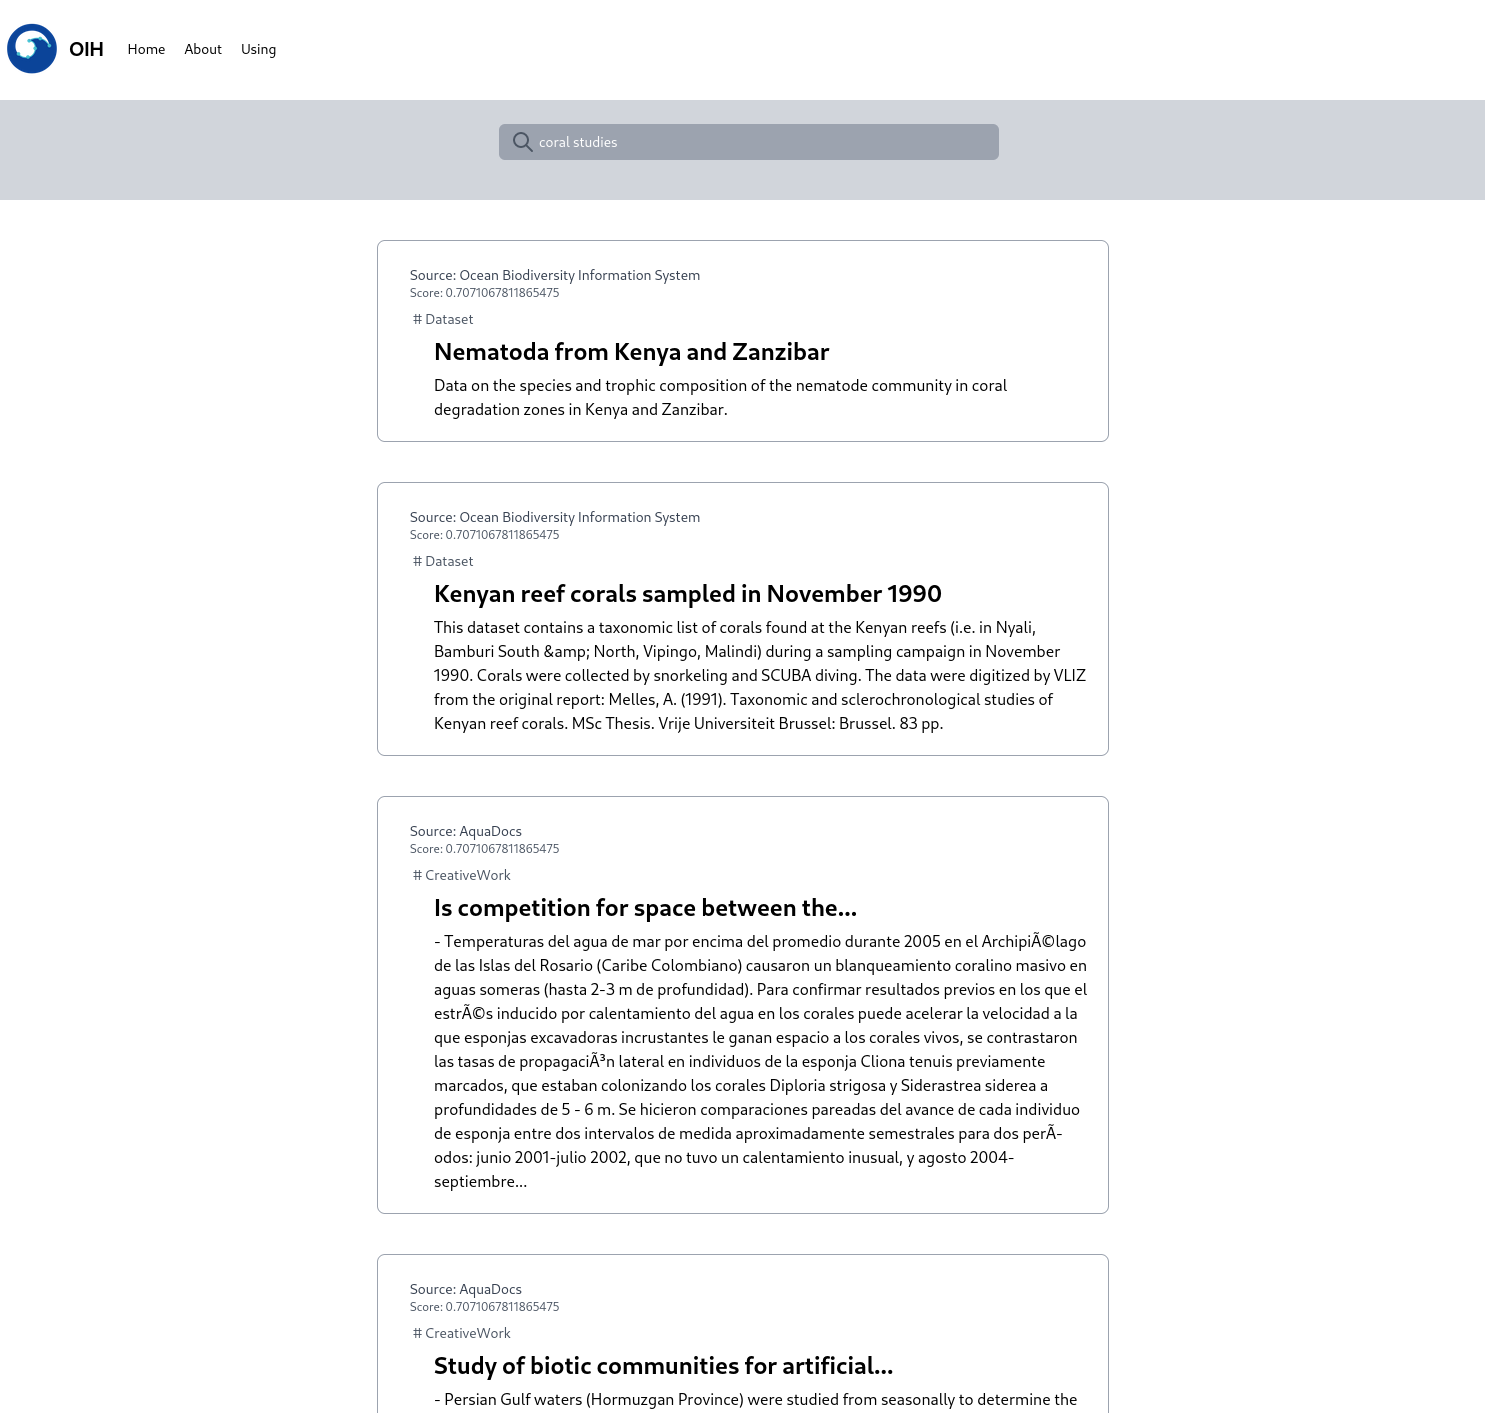 OIH Home About Using
coral studies
Source: Ocean Biodiversity Information System
Score: 0.7071067811865475
# Dataset
Nematoda from Kenya and Zanzibar
Data on the species and trophic composition of the nematode community in coral
degradation zones in Kenya and Zanzibar.
Source: Ocean Biodiversity Information System
Score: 0.7071067811865475
# Dataset
Kenyan reef corals sampled in November 1990
This dataset contains a taxonomic list of corals found at the Kenyan reefs (i.e. in Nyali,
Bamburi South &amp; North, Vipingo, Malindi) during a sampling campaign in November
1990. Corals were collected by snorkeling and SCUBA diving. The data were digitized by VLIZ
from the original report: Melles, A. (1991). Taxonomic and sclerochronological studies of
Kenyan reef corals. MSc Thesis. Vrije Universiteit Brussel: Brussel. 83 pp.
Source: AquaDocs
Score: 0.7071067811865475
# CreativeWork
Is competition for space between the...
- Temperaturas del agua de mar por encima del promedio durante 2005 en el ArchipiÃ©lago
de las Islas del Rosario (Caribe Colombiano) causaron un blanqueamiento coralino masivo en
aguas someras (hasta 2-3 m de profundidad). Para confirmar resultados previos en los que el
estrÃ©s inducido por calentamiento del agua en los corales puede acelerar la velocidad a la
que esponjas excavadoras incrustantes le ganan espacio a los corales vivos, se contrastaron
las tasas de propagaciÃ³n lateral en individuos de la esponja Cliona tenuis previamente
marcados, que estaban colonizando los corales Diploria strigosa y Siderastrea siderea a
profundidades de 5 - 6 m. Se hicieron comparaciones pareadas del avance de cada individuo
de esponja entre dos intervalos de medida aproximadamente semestrales para dos perÃ-
odos: junio 2001-julio 2002, que no tuvo un calentamiento inusual, y agosto 2004-
septiembre...
Source: AquaDocs
Score: 0.7071067811865475
# CreativeWork
Study of biotic communities for artificial...
- Persian Gulf waters (Hormuzgan Province) were studied from seasonally to determine the